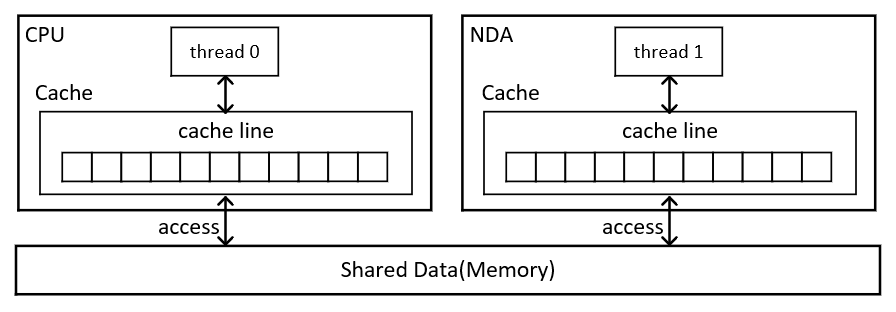 CPU
thread 0
Cache
cache line
access
NDA
thread 1
Cache
cache line
access
Shared Data(Memory)